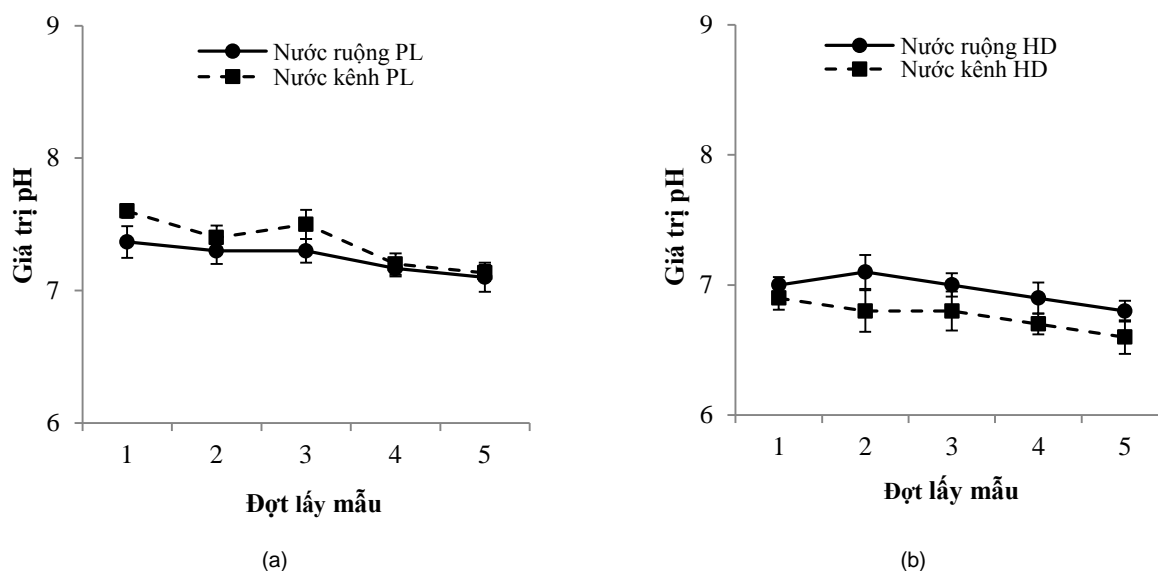 9
8
7
6
Giá trị pH
Nước ruộng PL
Nước kênh PL
1 2 3 4 5
Đợt lấy mẫu
(a)
9
8
7
6
Giá trị pH
Nước ruộng HD
Nước kênh HD
1 2 3 4 5
Đợt lấy mẫu
(b)